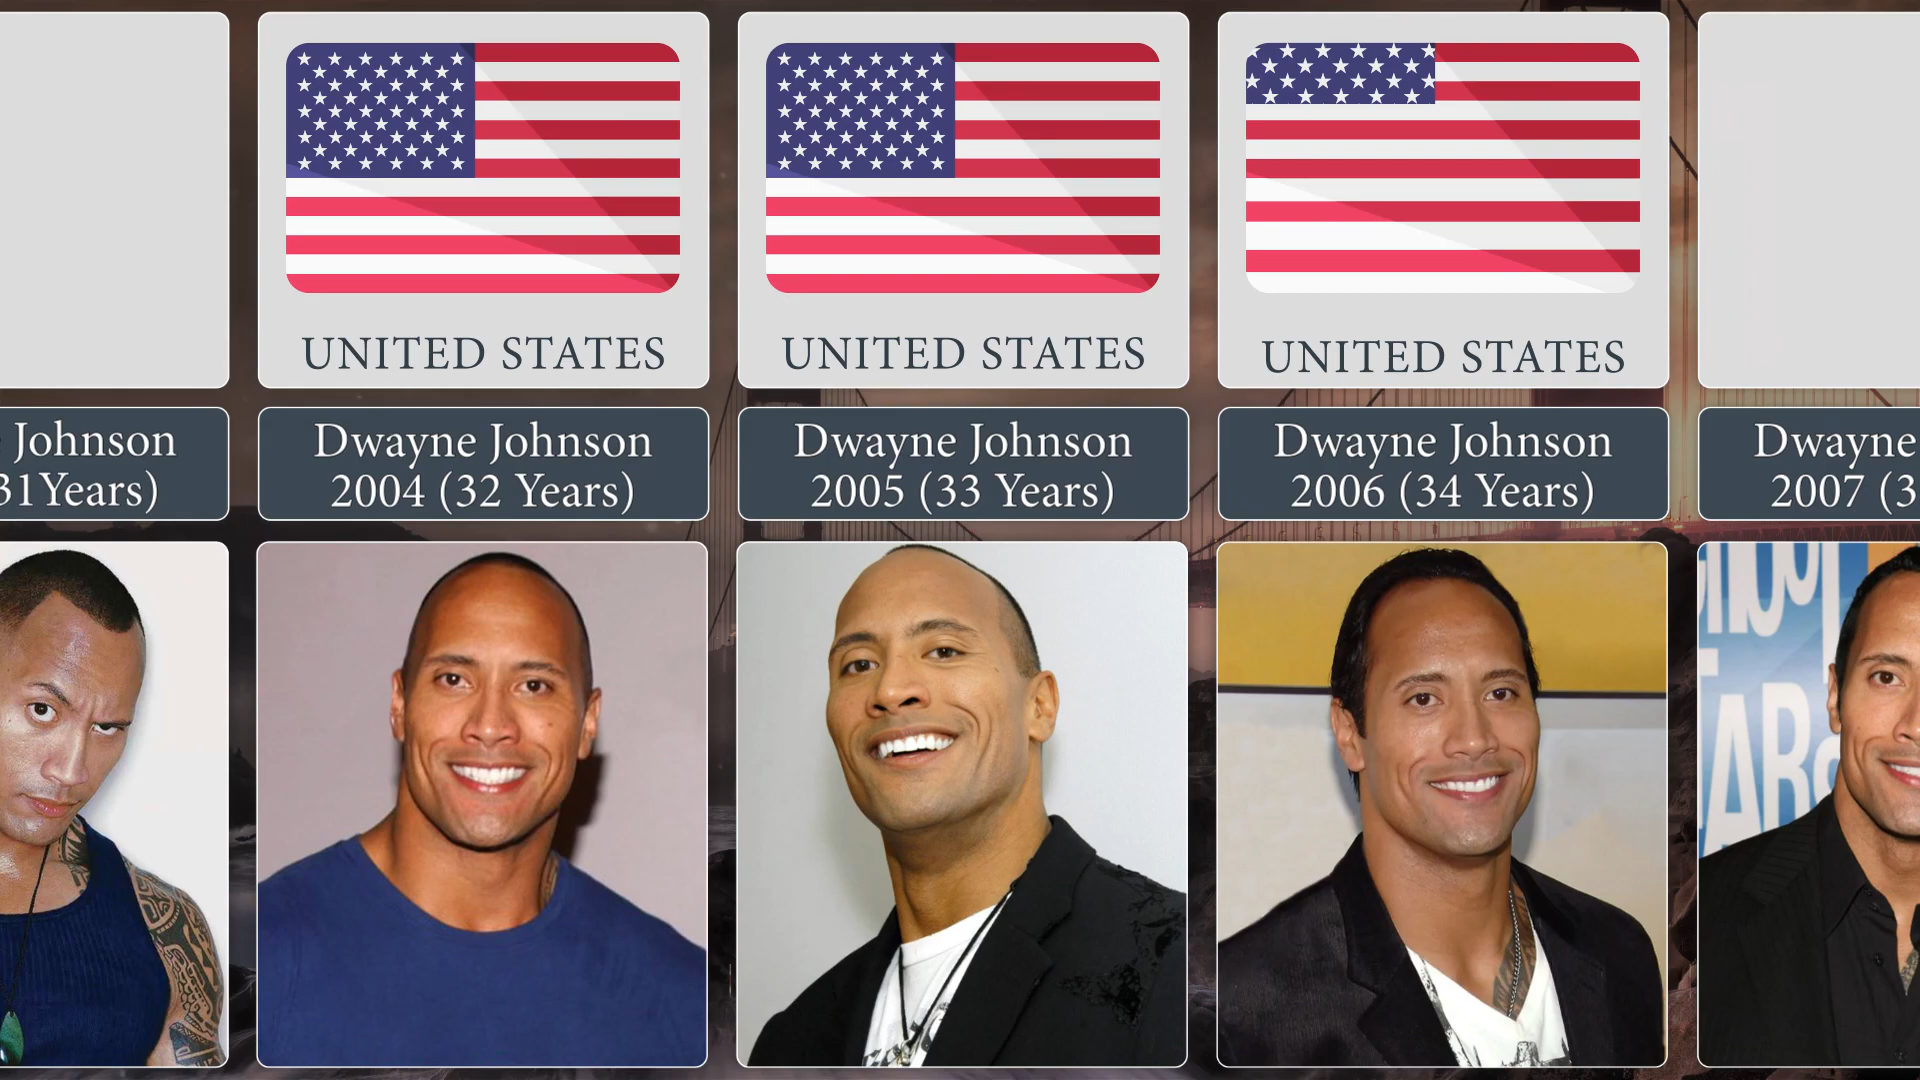 UNITED STATES
UNITED STATES
UNITED STATES
Johnson
31Years)
Dwayne Johnson
2004 (32 Years)
Dwayne Johnson
2005 (33 Years)
Dwayne Johnson
2006 (34 Years)
Dwayne
2007 (3